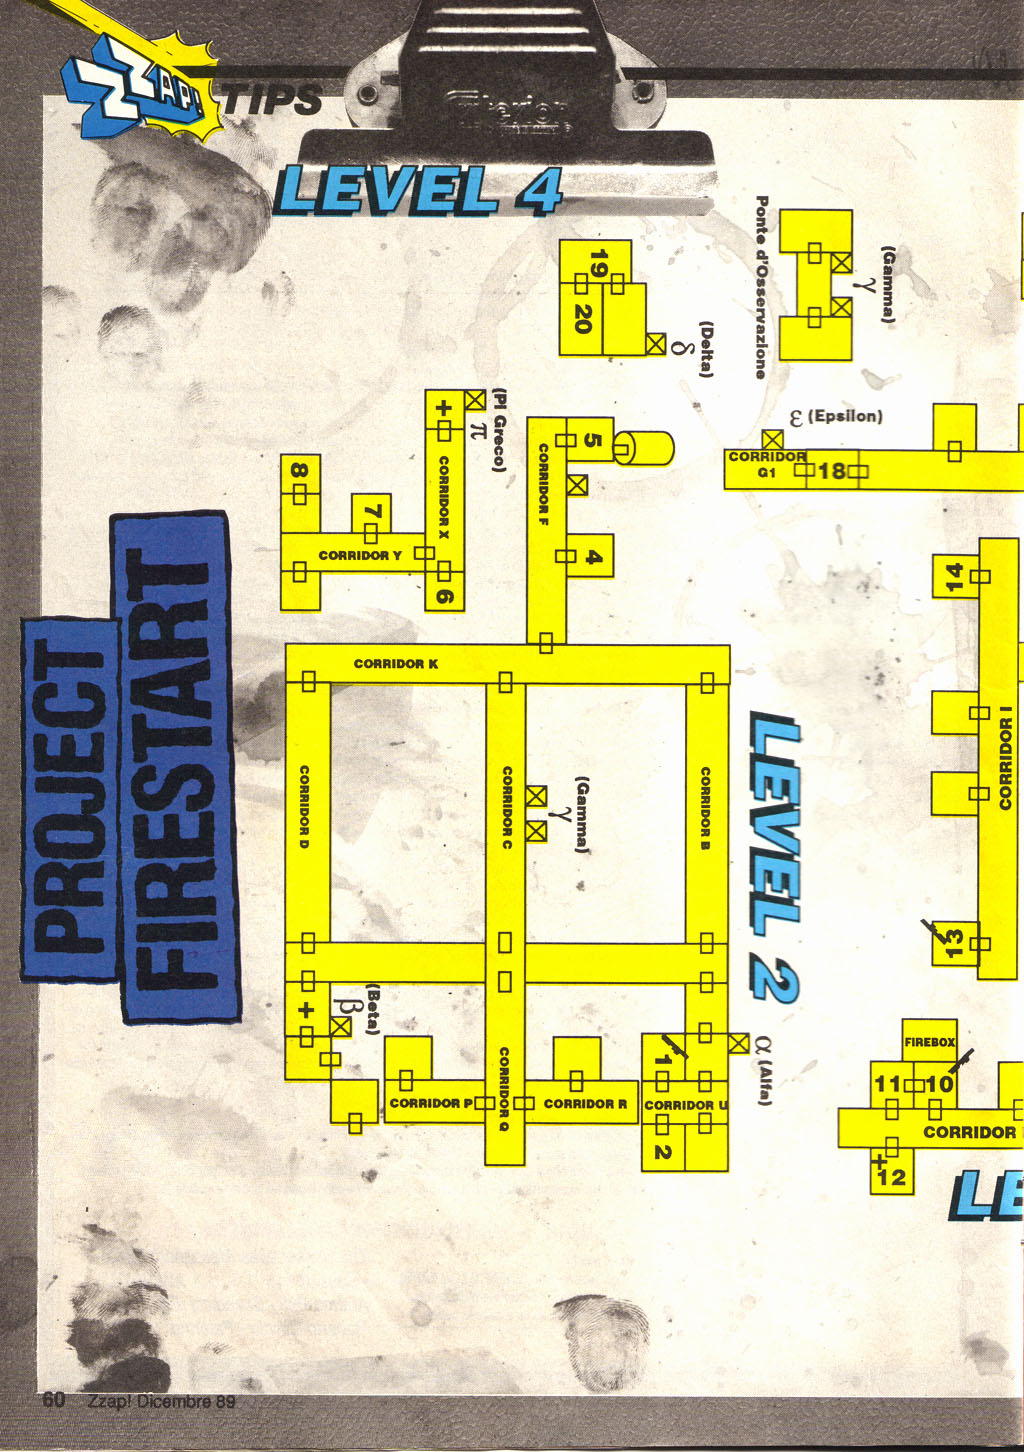 ZZAP!
TIPS
LEVEL 4
(Gamma)
γ
Ponte d'Osservazione
19
20
(Delta)
δ
ε (Epsilon)
CORRIDOR
G1
18
(Pi Greco)
π
+
CORRIDOR X
6
8
7
CORRIDOR Y
5
CORRIDOR F
4
14
CORRIDOR I
13
CORRIDOR K
CORRIDOR D
CORRIDOR C
CORRIDOR B
(Gamma)
γ
LEVEL 2
PROJECT
FIRESTART
+
(Beta)
β
1
α (Alfa)
CORRIDOR P
CORRIDOR Q
CORRIDOR R
CORRIDOR U
2
FIREBOX
11
10
CORRIDOR
+
12
LE
60 Zzap! Dicembre 89